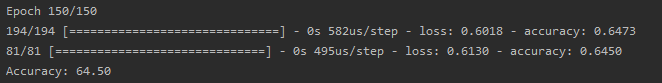 Epoch 150/150
194/194 [==============================] - 0s 582us/step - loss: 0.6018 - accuracy: 0.6473
81/81 [==============================] - 0s 495us/step - loss: 0.6130 - accuracy: 0.6450
Accuracy: 64.50